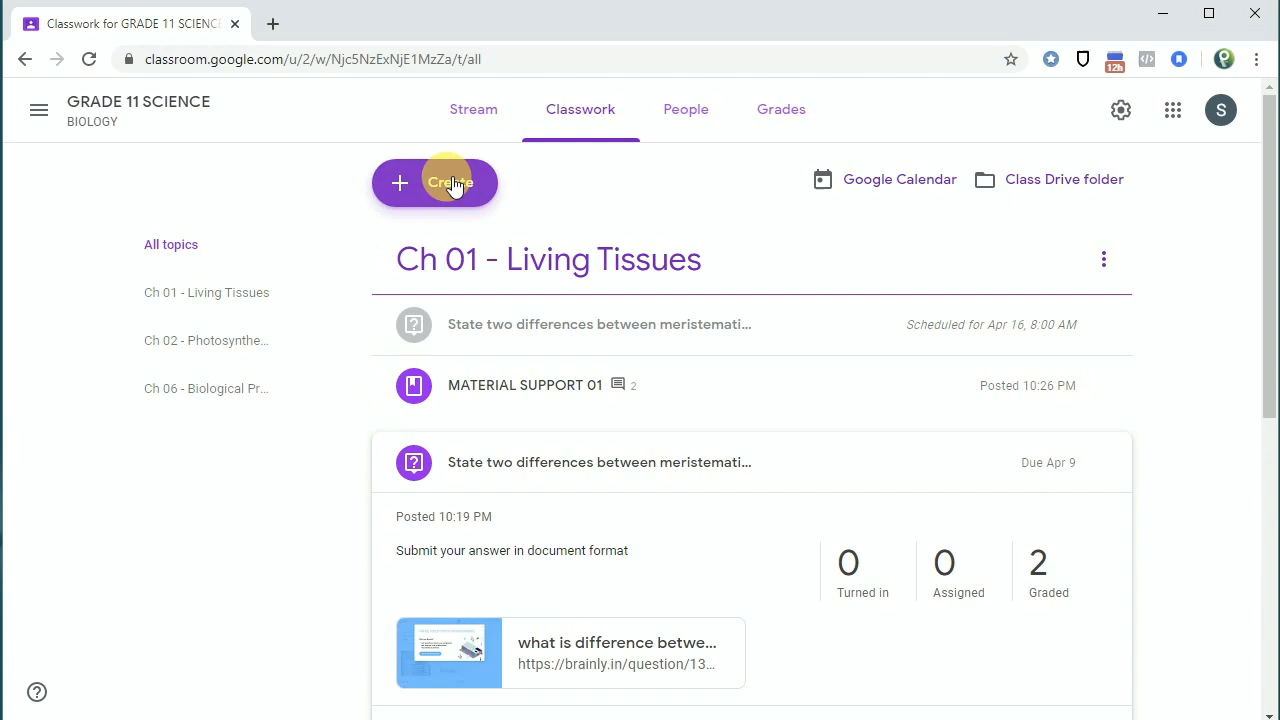 Classwork for GRADE 11 SCIENCE
classroom.google.com/u/2/w/Njc5NzExNjE1MzZa/t/all
12h
GRADE 11 SCIENCE
BIOLOGY
Stream
Classwork
People
Grades
S
Create
Google Calendar
Class Drive folder
All topics
Ch 01 - Living Tissues
Ch 02 - Photosynthe...
Ch 06 - Biological Pr...
Ch 01 - Living Tissues
State two differences between meristemati...
Scheduled for Apr 16, 8:00 AM
MATERIAL SUPPORT 01
2
Posted 10:26 PM
State two differences between meristemati...
Due Apr 9
Posted 10:19 PM
Submit your answer in document format
0
Turned in
0
Assigned
2
Graded
what is difference betwe...
https://brainly.in/question/13...